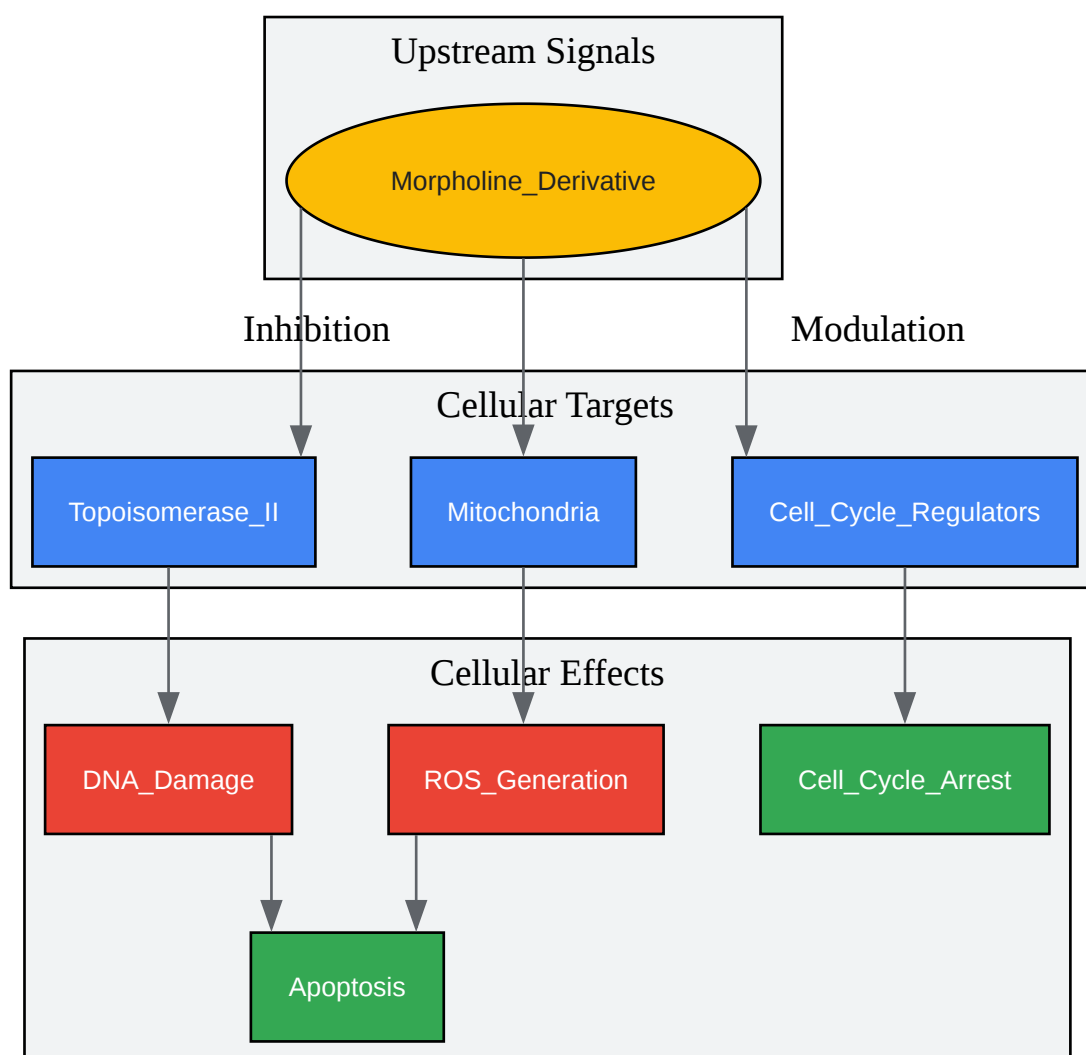 Upstream Signals
Morpholine_Derivative
Inhibition
Modulation
Cellular Targets
Topoisomerase_II
Mitochondria
Cell_Cycle_Regulators
Cellular Effects
DNA_Damage
ROS_Generation
Cell_Cycle_Arrest
Apoptosis